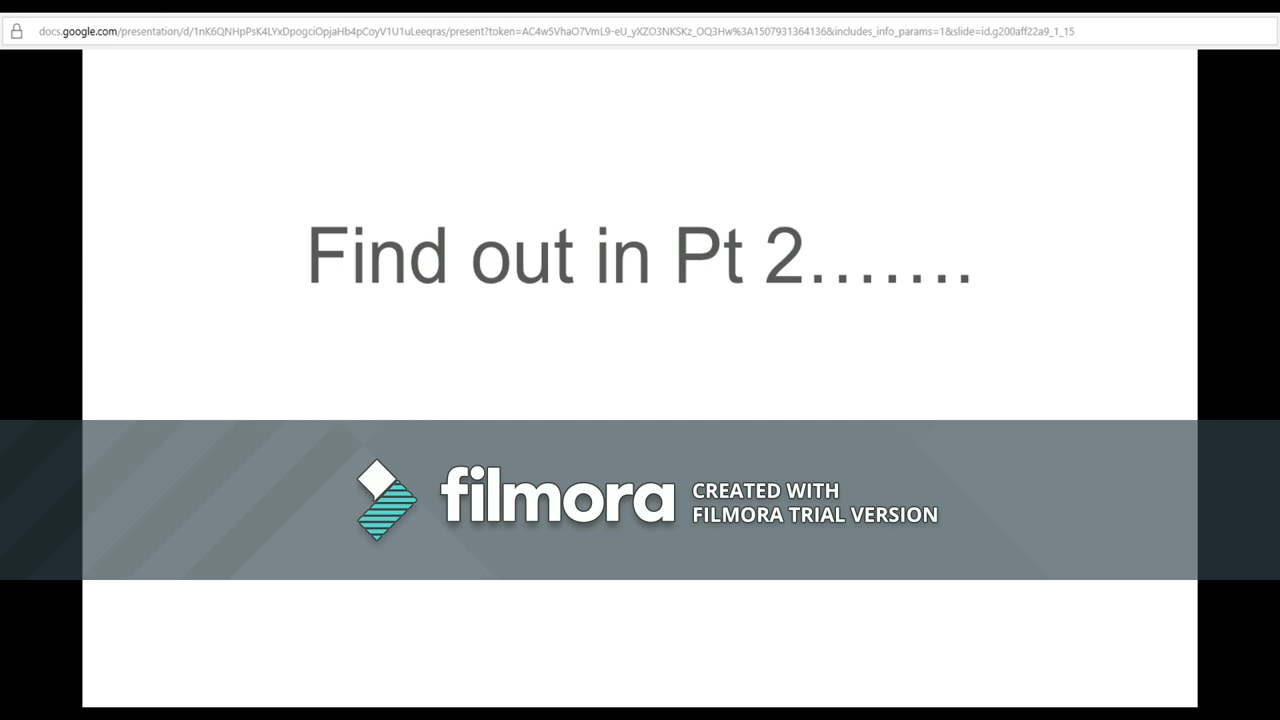 docs.google.com/presentation/d/1nK6QNHpPsK4LYxDpogciOpjaHb4pCoyV1U1uLeeqras/present?token=AC4w5VhaO7VmL9-eU_yXZO3NKSKz_OQ3Hw%3A1507931364136&includes_info_params=1&slide=id.g200aff22a9_1_15
Find out in Pt 2.......
filmora
CREATED WITH
FILMORA TRIAL VERSION